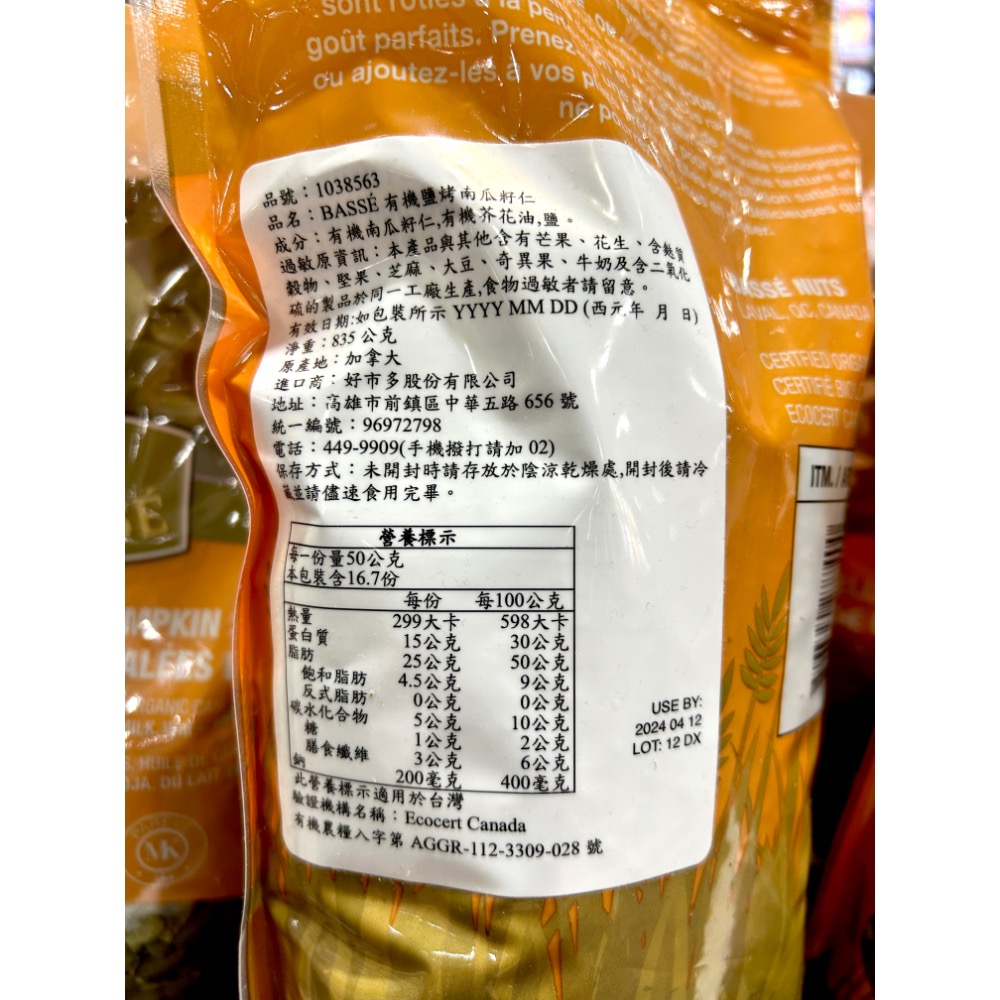 sont rôties à la
goût parfaits. Prenez
ou ajoutez-les à vos
品號：1038563
品名：BASSÉ 有機鹽烤南瓜籽仁
成分：有機南瓜籽仁,有機芥花油,鹽。
過敏原資訊：本產品與其他含有芒果、花生、含麩質
穀物、堅果、芝麻、大豆、奇異果、牛奶及含二氧化
硫的製品於同一工廠生產,食物過敏者請留意。
有效日期:如包裝所示 YYYY MM DD (西元年 月 日)
淨重：835 公克
原產地：加拿大
進口商：好市多股份有限公司
地址：高雄市前鎮區中華五路 656 號
統一編號：96972798
電話：449-9909(手機撥打請加 02)
保存方式：未開封時請存放於陰涼乾燥處,開封後請冷
藏並請儘速食用完畢。
營養標示
每一份量50公克
本包裝含16.7份
每份 每100公克
熱量 299大卡 598大卡
蛋白質 15公克 30公克
脂肪 25公克 50公克
飽和脂肪 4.5公克 9公克
反式脂肪 0公克 0公克
碳水化合物 5公克 10公克
糖 1公克 2公克
膳食纖維 3公克 6公克
鈉 200毫克 400毫克
此營養標示適用於台灣
驗證機構名稱：Ecocert Canada
有機農糧入字第 AGGR-112-3309-028 號
USE BY:
2024 04 12
LOT: 12 DX
NUTS
LAVAL, QC, CANADA
CERTIFIED
CERTIFIÉ
ECOCERT
ITM. /
MK